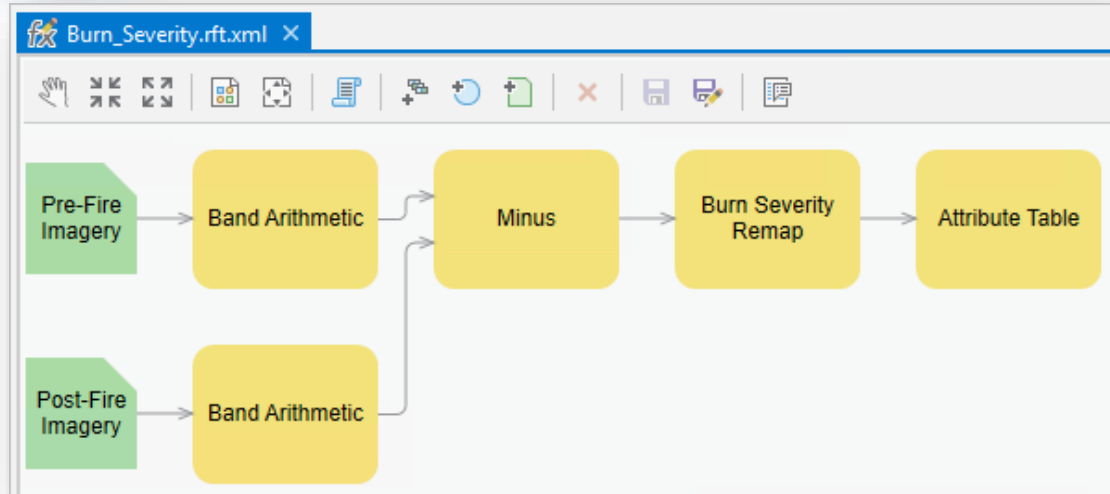 Burn_Severity.rft.xml
Pre-Fire
Imagery
Band Arithmetic
Minus
Burn Severity
Remap
Attribute Table
Post-Fire
Imagery
Band Arithmetic